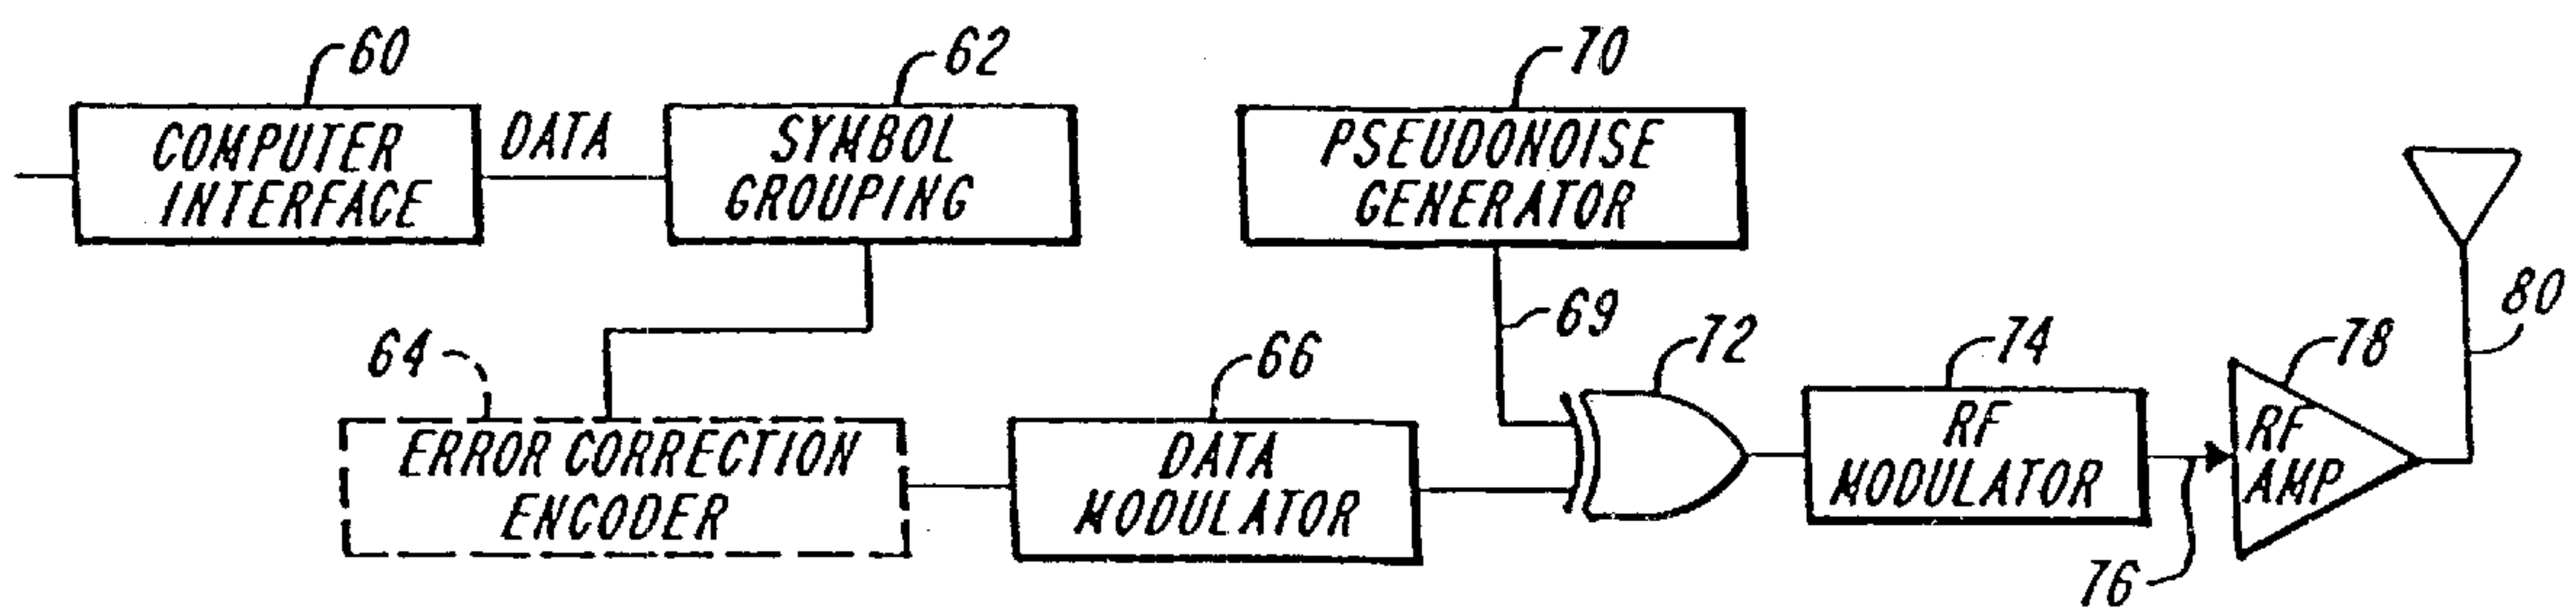 60
62
70
COMPUTER
INTERFACE
DATA
SYMBOL
GROUPING
PSEUDONOISE
GENERATOR
69
80
64
66
72
74
78
ERROR CORRECTION
ENCODER
DATA
MODULATOR
RF
MODULATOR
RF
AMP
76